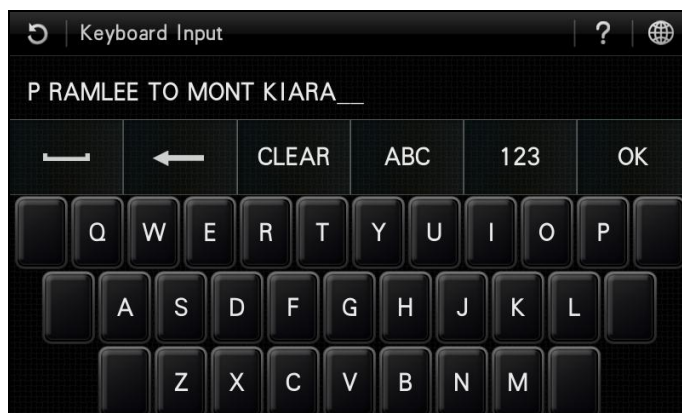 Keyboard Input ?
P RAMLEE TO MONT KIARA__
CLEAR ABC 123 OK
Q W E R T Y U I O P
A S D F G H J K L
Z X C V B N M